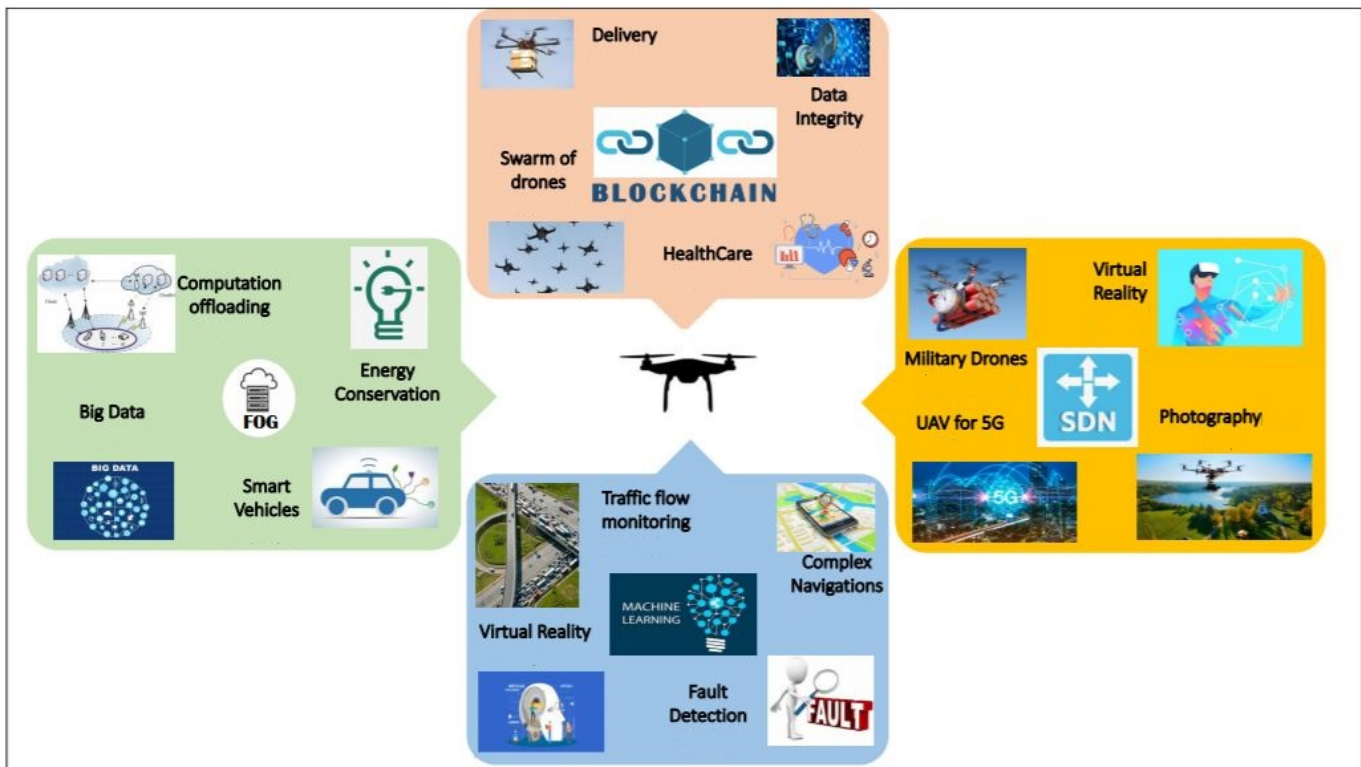 Delivery
Data
Integrity
Swarm of
drones
BLOCKCHAIN
HealthCare
Computation
offloading
Energy
Conservation
Big Data
FOG
BIG DATA
Smart
Vehicles
Virtual
Reality
Military Drones
SDN
UAV for 5G
Photography
5G
Traffic flow
monitoring
Complex
Navigations
MACHINE
LEARNING
Virtual Reality
Fault
Detection
FAULT